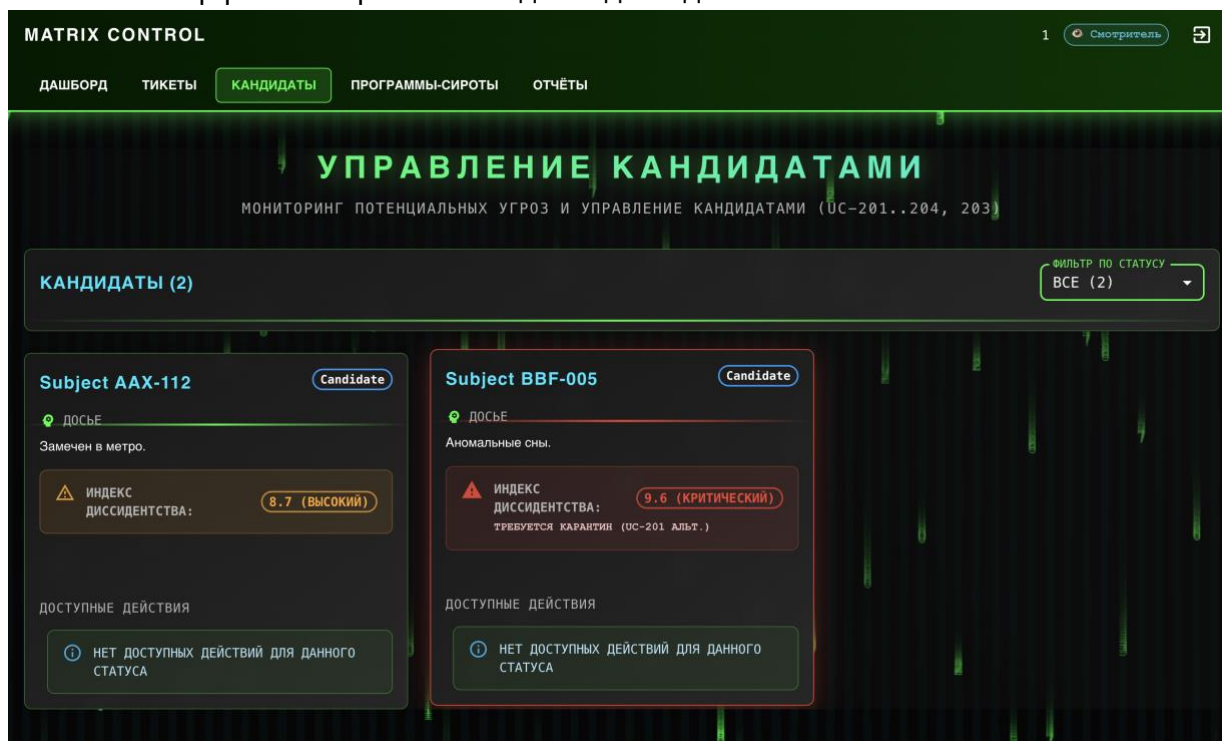 MATRIX CONTROL
1 Смотритель
ДАШБОРД ТИКЕТЫ КАНДИДАТЫ ПРОГРАММЫ-СИРОТЫ ОТЧЁТЫ
УПРАВЛЕНИЕ КАНДИДАТАМИ
МОНИТОРИНГ ПОТЕНЦИАЛЬНЫХ УГРОЗ И УПРАВЛЕНИЕ КАНДИДАТАМИ (UC-201..204, 203)
КАНДИДАТЫ (2)
ФИЛЬТР ПО СТАТУСУ
ВСЕ (2)
Subject AAX-112
Candidate
ДОСЬЕ
Замечен в метро.
ИНДЕКС
ДИССИДЕНТСТВА:
8.7 (ВЫСОКИЙ)
ДОСТУПНЫЕ ДЕЙСТВИЯ
НЕТ ДОСТУПНЫХ ДЕЙСТВИЙ ДЛЯ ДАННОГО
СТАТУСА
Subject BBF-005
Candidate
ДОСЬЕ
Аномальные сны.
ИНДЕКС
ДИССИДЕНТСТВА:
9.6 (КРИТИЧЕСКИЙ)
ТРЕБУЕТСЯ КАРАНТИН (UC-201 АЛЬТ.)
ДОСТУПНЫЕ ДЕЙСТВИЯ
НЕТ ДОСТУПНЫХ ДЕЙСТВИЙ ДЛЯ ДАННОГО
СТАТУСА